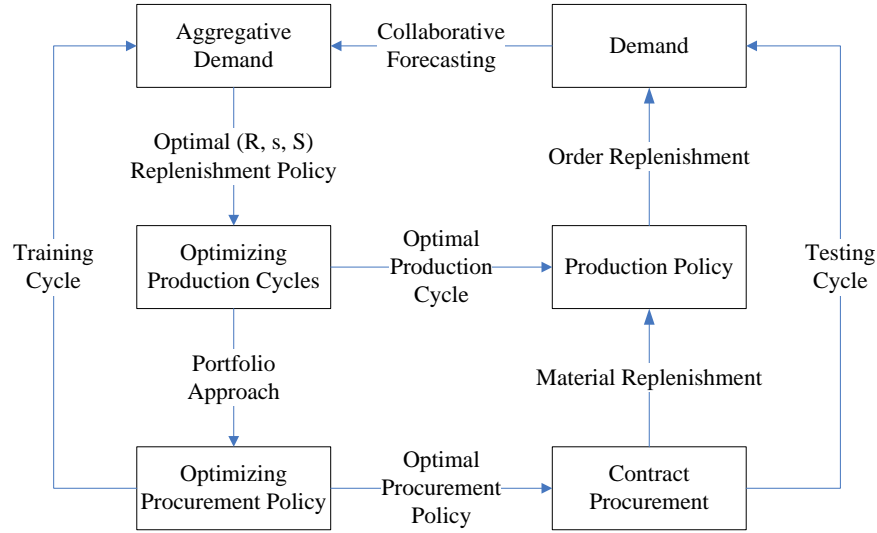 Aggregative
Demand
Collaborative
Forecasting
Demand
Optimal (R, s, S)
Replenishment Policy
Order Replenishment
Training
Cycle
Optimizing
Production Cycles
Optimal
Production
Cycle
Production Policy
Testing
Cycle
Portfolio
Approach
Material Replenishment
Optimizing
Procurement Policy
Optimal
Procurement
Policy
Contract
Procurement